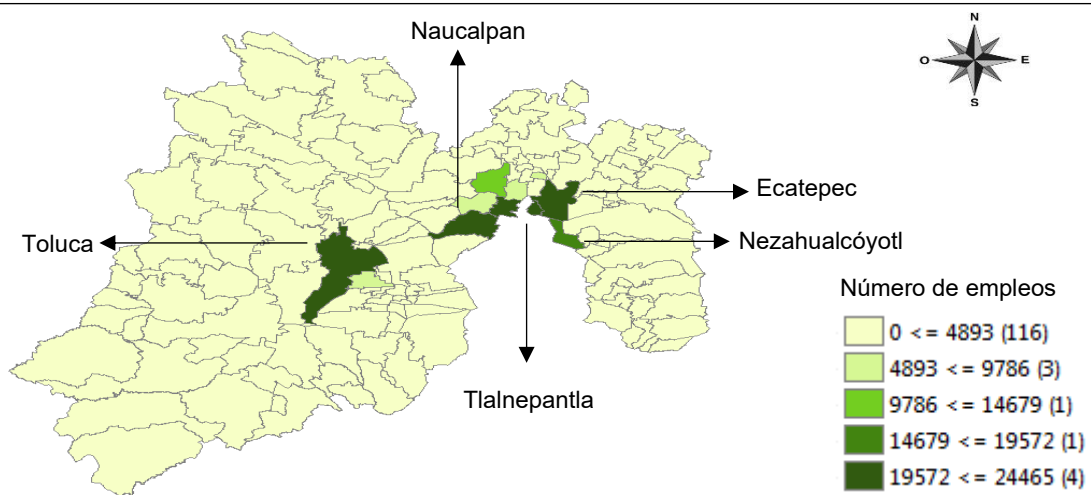 Naucalpan
N
O
E
S
Ecatepec
Toluca
Nezahualcóyotl
Tlalnepantla
Número de empleos
0 <= 4893 (116)
4893 <= 9786 (3)
9786 <= 14679 (1)
14679 <= 19572 (1)
19572 <= 24465 (4)